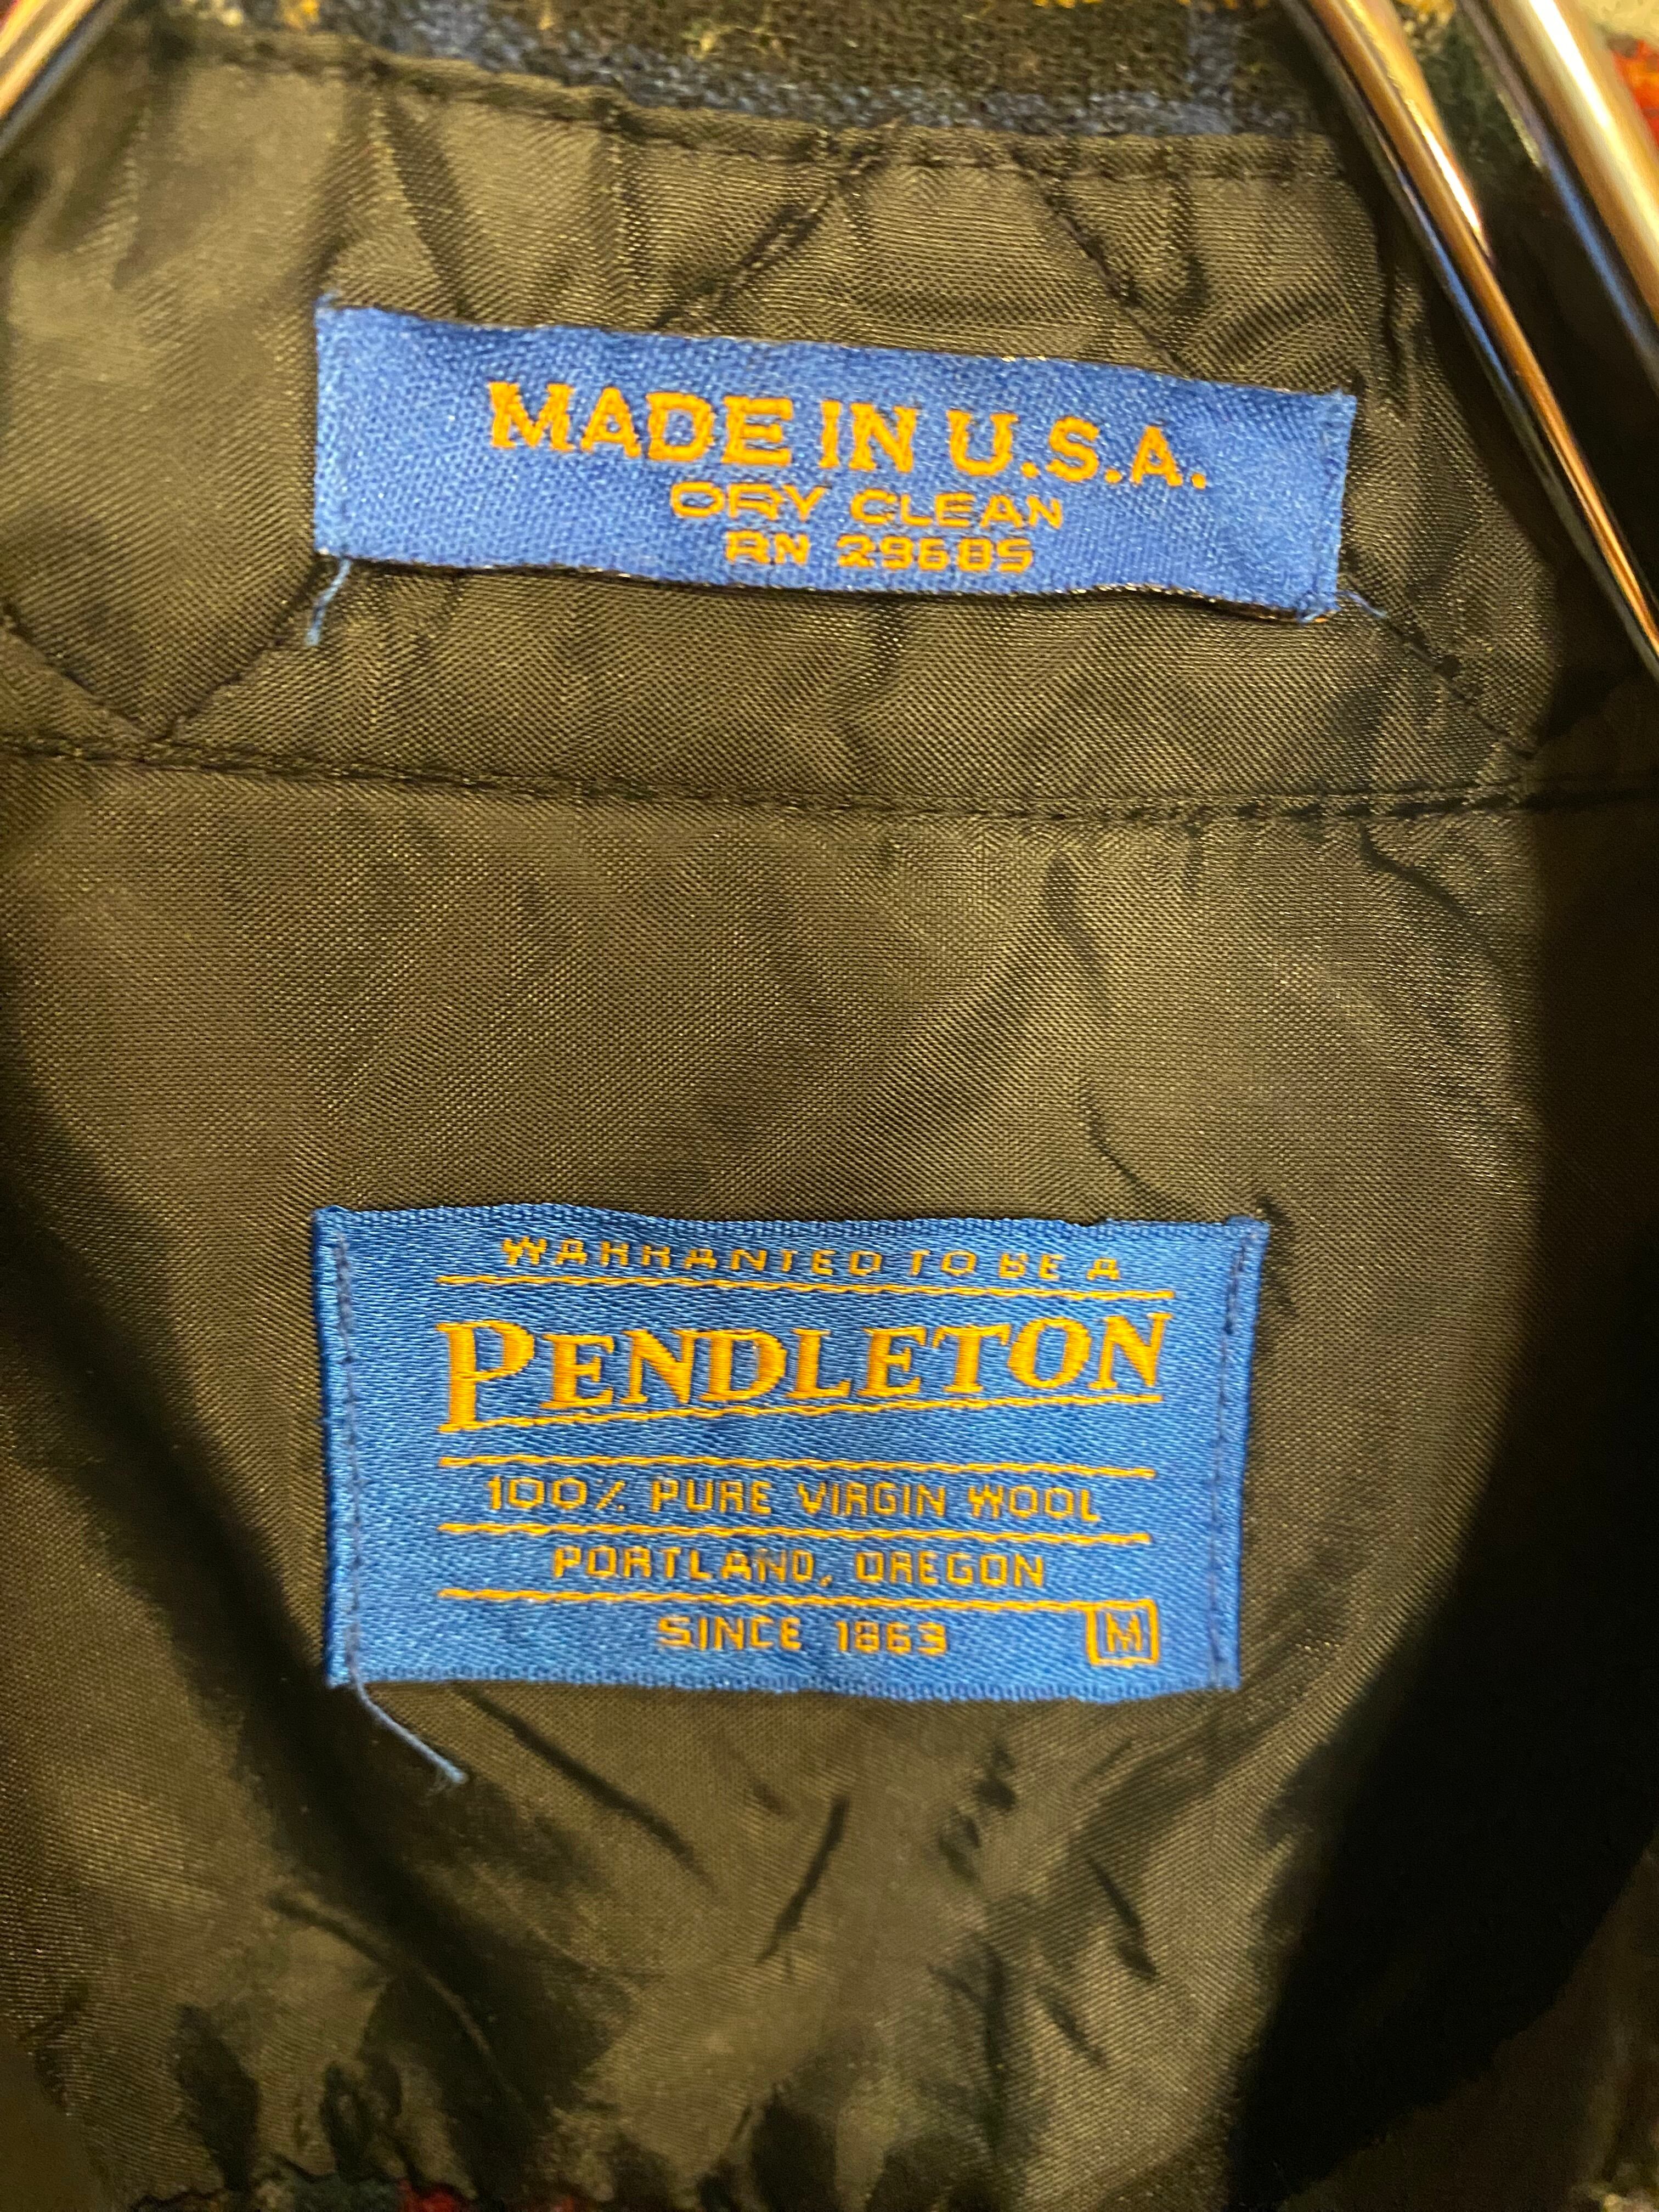 MADE IN U.S.A.
DRY CLEAN
RN 29685
WARRANTED TO BE A
PENDLETON
100% PURE VIRGIN WOOL
PORTLAND, OREGON
SINCE 1863
M